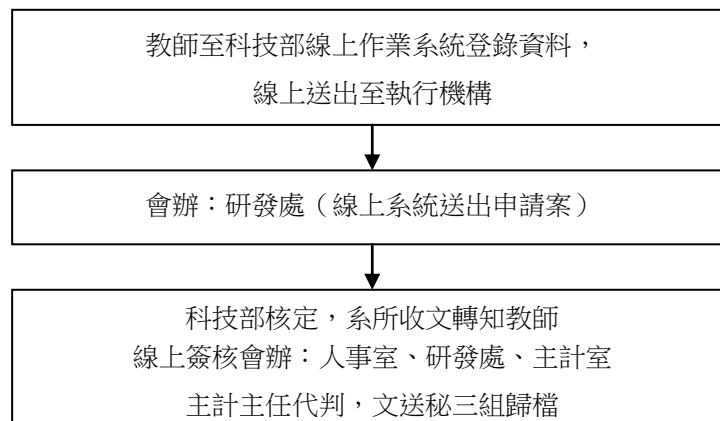 教師至科技部線上作業系統登錄資料，
線上送出至執行機構
會辦：研發處（線上系統送出申請案）
科技部核定，系所收文轉知教師
線上簽核會辦：人事室、研發處、主計室
主計主任代判，文送秘三組歸檔